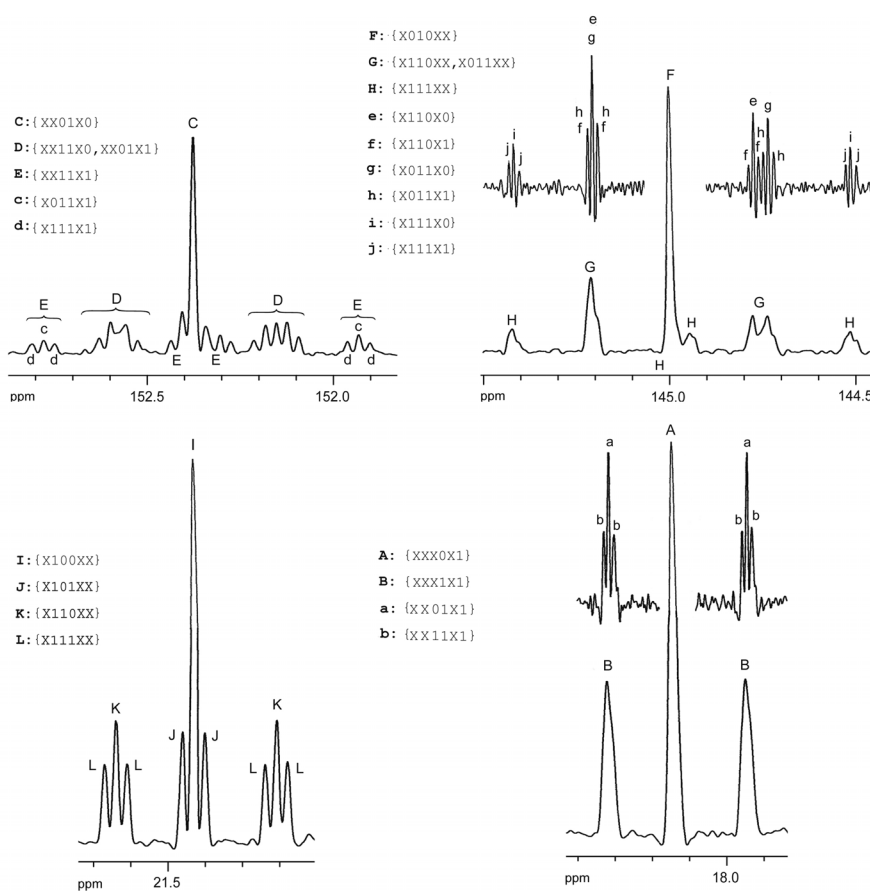 C: {XX01X0}
D: {XX11X0,XX01X1}
E: {XX11X1}
c: {X011X1}
d: {X111X1}
C
E
D
D
E
c
c
d
d
E
E
d
d
ppm
152.5
152.0
F: {X010XX}
G: {X110XX,X011XX}
H: {X111XX}
e: {X110X0}
f: {X110X1}
g: {X011X0}
h: {X011X1}
i: {X111X0}
j: {X111X1}
e
g
F
h
h
f
f
i
j
j
e
g
h
f
f
h
i
j
j
G
H
H
G
H
H
ppm
145.0
144.5
I: {X100XX}
J: {X101XX}
K: {X110XX}
L: {X111XX}
I
K
K
J
J
L
L
L
L
ppm
21.5
A: {XXX0X1}
B: {XXX1X1}
a: {XX01X1}
b: {XX11X1}
a
A
a
b
b
b
b
B
B
ppm
18.0